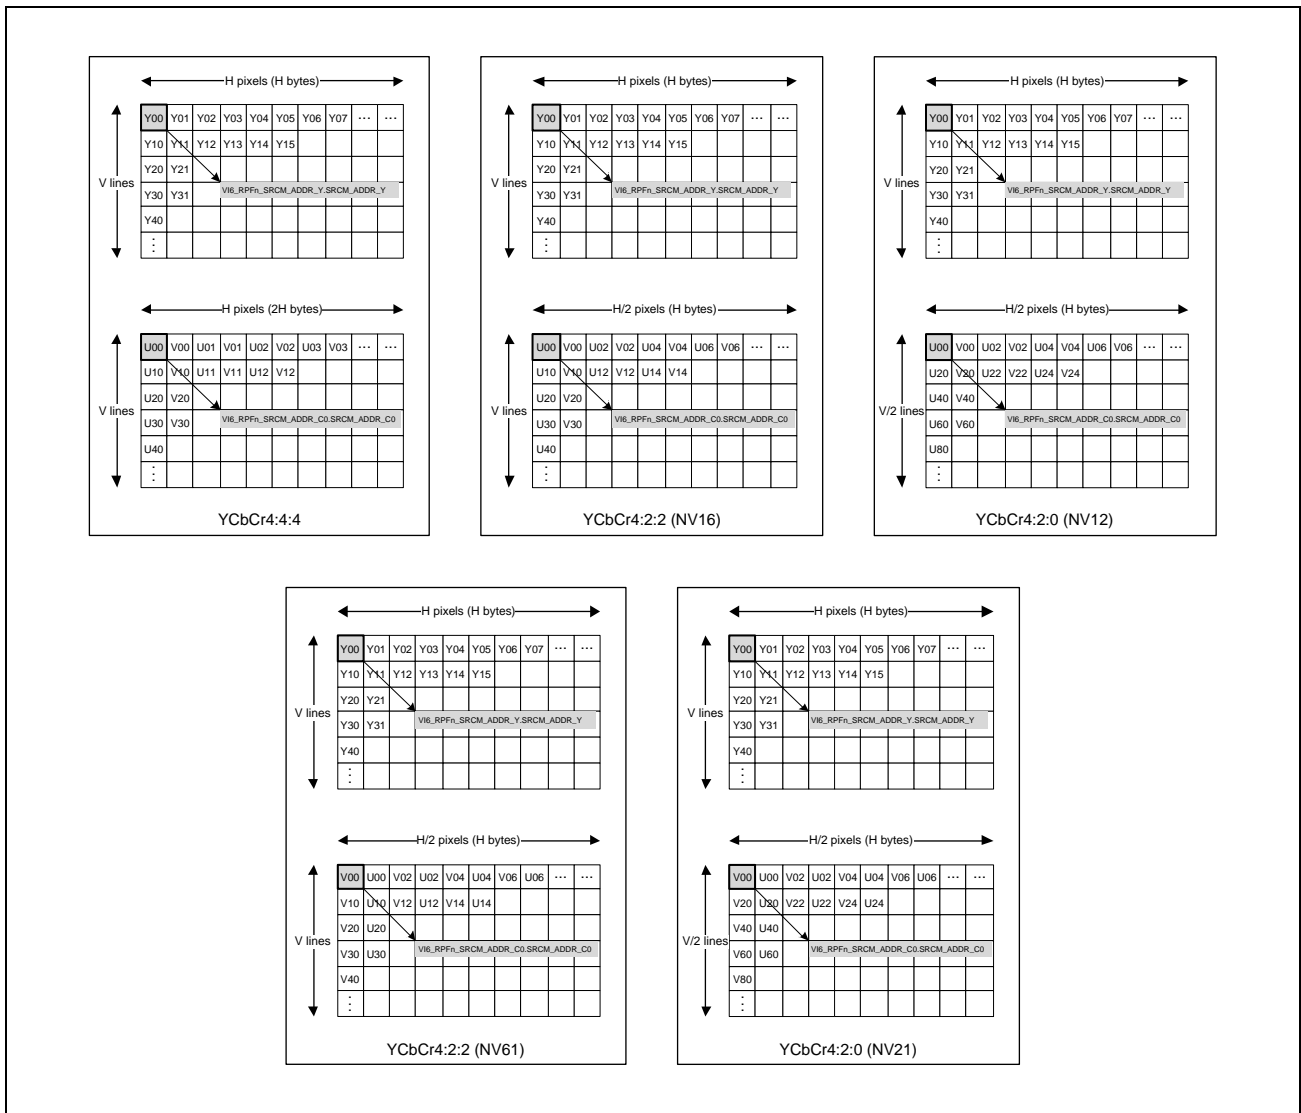 H pixels (H bytes)
Y00 Y01 Y02 Y03 Y04 Y05 Y06 Y07 ... ...
Y10 Y11 Y12 Y13 Y14 Y15
Y20 Y21
V lines
VI6_RPFn_SRCM_ADDR_Y.SRCM_ADDR_Y
Y30 Y31
Y40
⋮
H pixels (2H bytes)
U00 V00 U01 V01 U02 V02 U03 V03 ... ...
U10 V10 U11 V11 U12 V12
U20 V20
V lines
VI6_RPFn_SRCM_ADDR_C0.SRCM_ADDR_C0
U30 V30
U40
⋮
YCbCr4:4:4
H pixels (H bytes)
Y00 Y01 Y02 Y03 Y04 Y05 Y06 Y07 ... ...
Y10 Y11 Y12 Y13 Y14 Y15
Y20 Y21
V lines
VI6_RPFn_SRCM_ADDR_Y.SRCM_ADDR_Y
Y30 Y31
Y40
⋮
H/2 pixels (H bytes)
U00 V00 U02 V02 U04 V04 U06 V06 ... ...
U10 V10 U12 V12 U14 V14
U20 V20
V lines
VI6_RPFn_SRCM_ADDR_C0.SRCM_ADDR_C0
U30 V30
U40
⋮
YCbCr4:2:2 (NV16)
H pixels (H bytes)
Y00 Y01 Y02 Y03 Y04 Y05 Y06 Y07 ... ...
Y10 Y11 Y12 Y13 Y14 Y15
Y20 Y21
V lines
VI6_RPFn_SRCM_ADDR_Y.SRCM_ADDR_Y
Y30 Y31
Y40
⋮
H/2 pixels (H bytes)
U00 V00 U02 V02 U04 V04 U06 V06 ... ...
U20 V20 U22 V22 U24 V24
U40 V40
V/2 lines
VI6_RPFn_SRCM_ADDR_C0.SRCM_ADDR_C0
U60 V60
U80
⋮
YCbCr4:2:0 (NV12)
H pixels (H bytes)
Y00 Y01 Y02 Y03 Y04 Y05 Y06 Y07 ... ...
Y10 Y11 Y12 Y13 Y14 Y15
Y20 Y21
V lines
VI6_RPFn_SRCM_ADDR_Y.SRCM_ADDR_Y
Y30 Y31
Y40
⋮
H/2 pixels (H bytes)
V00 U00 V02 U02 V04 U04 V06 U06 ... ...
V10 U10 V12 U12 V14 U14
V20 U20
V lines
VI6_RPFn_SRCM_ADDR_C0.SRCM_ADDR_C0
V30 U30
V40
⋮
YCbCr4:2:2 (NV61)
H pixels (H bytes)
Y00 Y01 Y02 Y03 Y04 Y05 Y06 Y07 ... ...
Y10 Y11 Y12 Y13 Y14 Y15
Y20 Y21
V lines
VI6_RPFn_SRCM_ADDR_Y.SRCM_ADDR_Y
Y30 Y31
Y40
⋮
H/2 pixels (H bytes)
V00 U00 V02 U02 V04 U04 V06 U06 ... ...
V20 U20 V22 U22 V24 U24
V40 U40
V/2 lines
VI6_RPFn_SRCM_ADDR_C0.SRCM_ADDR_C0
V60 U60
V80
⋮
YCbCr4:2:0 (NV21)